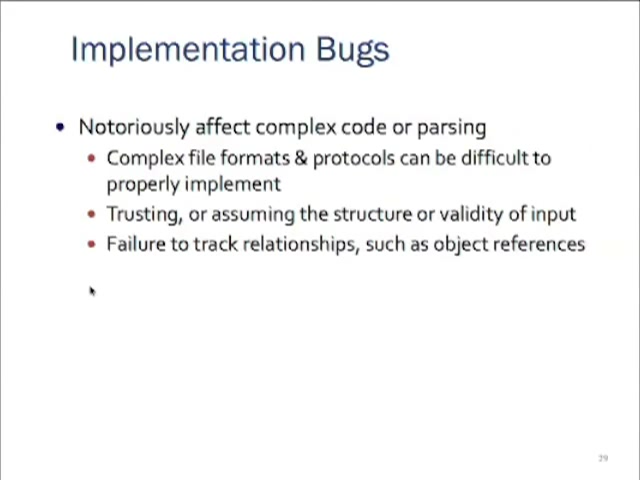 Implementation Bugs
• Notoriously affect complex code or parsing
• Complex file formats & protocols can be difficult to
properly implement
• Trusting, or assuming the structure or validity of input
• Failure to track relationships, such as object references
29